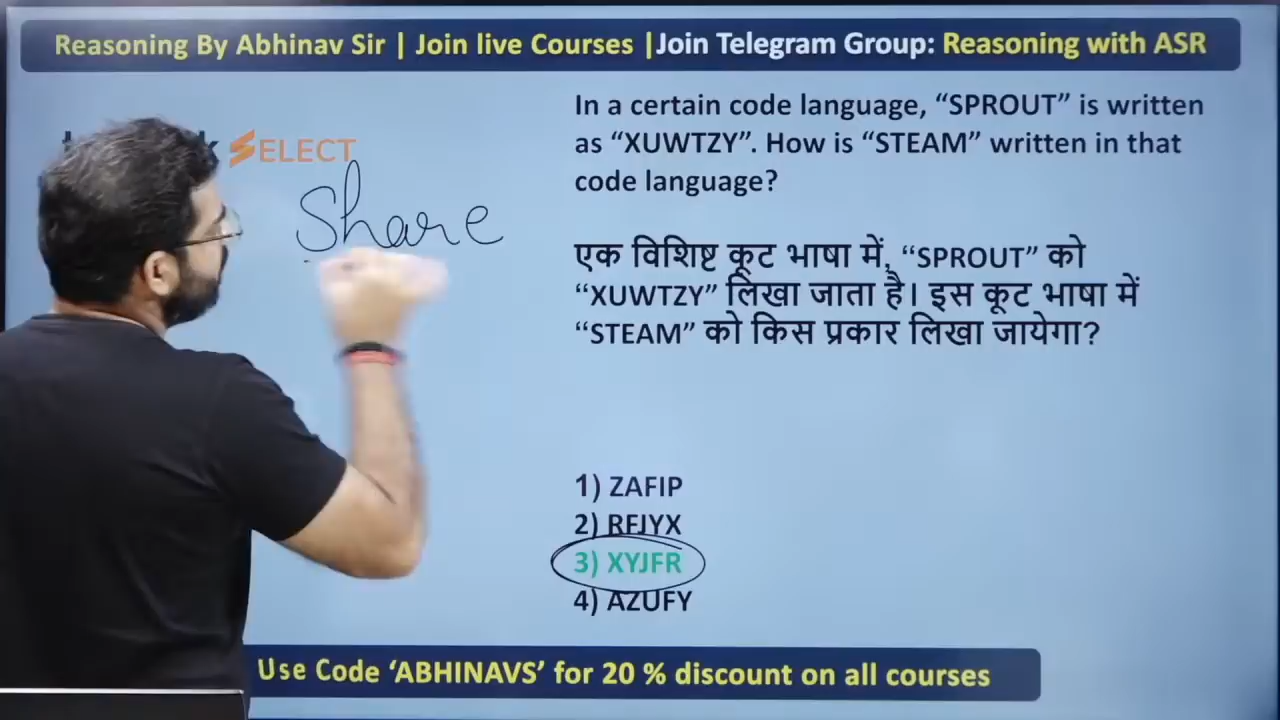 Reasoning By Abhinav Sir | Join live Courses |Join Telegram Group: Reasoning with ASR
SELECT
Share
In a certain code language, “SPROUT” is written
as “XUWTZY”. How is “STEAM” written in that
code language?
एक विशिष्ट कूट भाषा में, “SPROUT” को
“XUWTZY” लिखा जाता है। इस कूट भाषा में
“STEAM” को किस प्रकार लिखा जायेगा?
1) ZAFIP
2) RFJYX
3) XYJFR
4) AZUFY
Use Code ‘ABHINAVS’ for 20 % discount on all courses